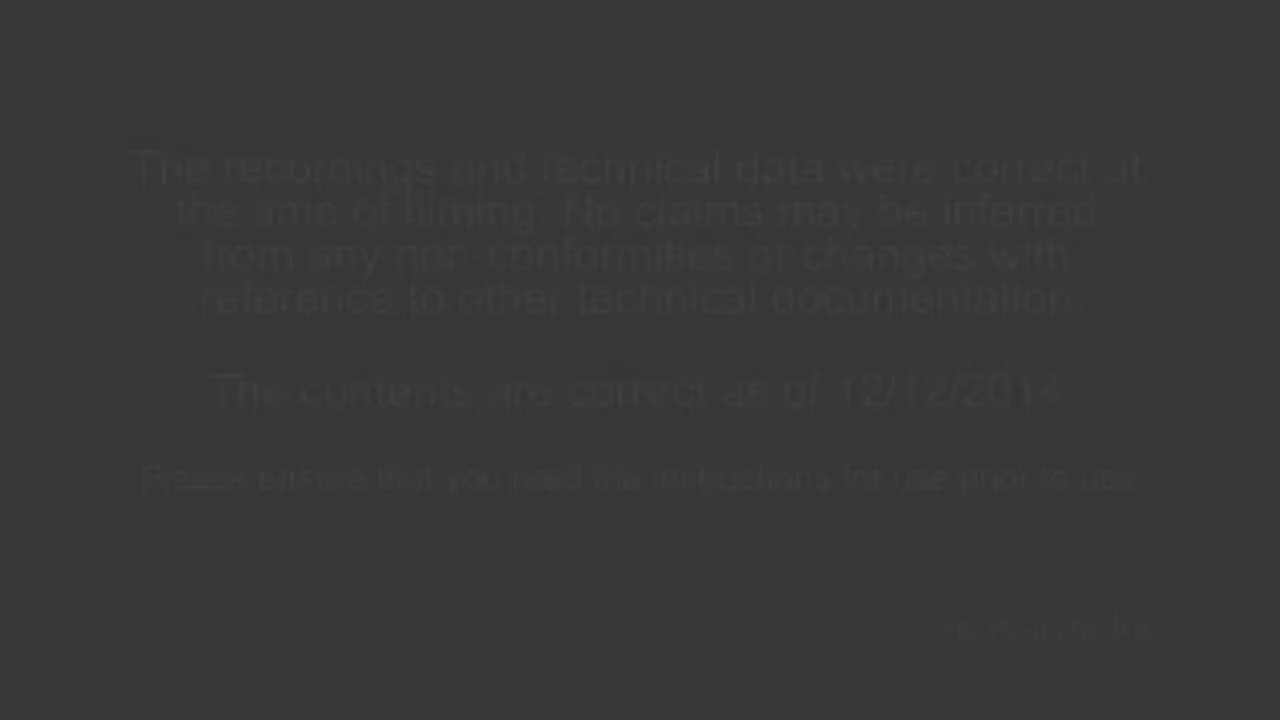 The recordings and technical data were correct at
the time of filming. No claims may be inferred
from any non-conformities or changes with
reference to other technical documentation.
The contents are correct as of 12/12/2014.
Please ensure that you read the instructions for use prior to use.